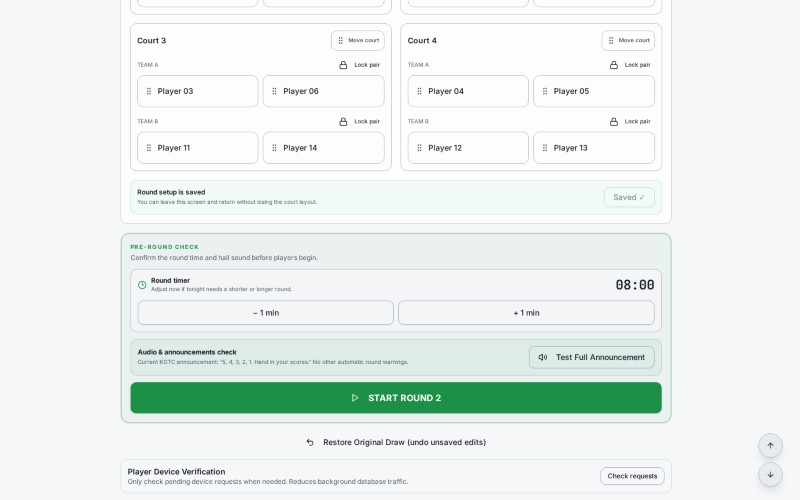 Court 3
Move court
TEAM A
Lock pair
Player 03
Player 06
TEAM B
Lock pair
Player 11
Player 14
Court 4
Move court
TEAM A
Lock pair
Player 04
Player 05
TEAM B
Lock pair
Player 12
Player 13
Round setup is saved
You can leave this screen and return without losing the court layout.
Saved ✓
PRE-ROUND CHECK
Confirm the round time and hall sound before players begin.
Round timer
Adjust now if tonight needs a shorter or longer round.
08:00
− 1 min
+ 1 min
Audio & announcements check
Current KOTC announcement: "5, 4, 3, 2, 1. Hand in your scores." No other automatic round warnings.
Test Full Announcement
START ROUND 2
Restore Original Draw (undo unsaved edits)
Player Device Verification
Only check pending device requests when needed. Reduces background database traffic.
Check requests